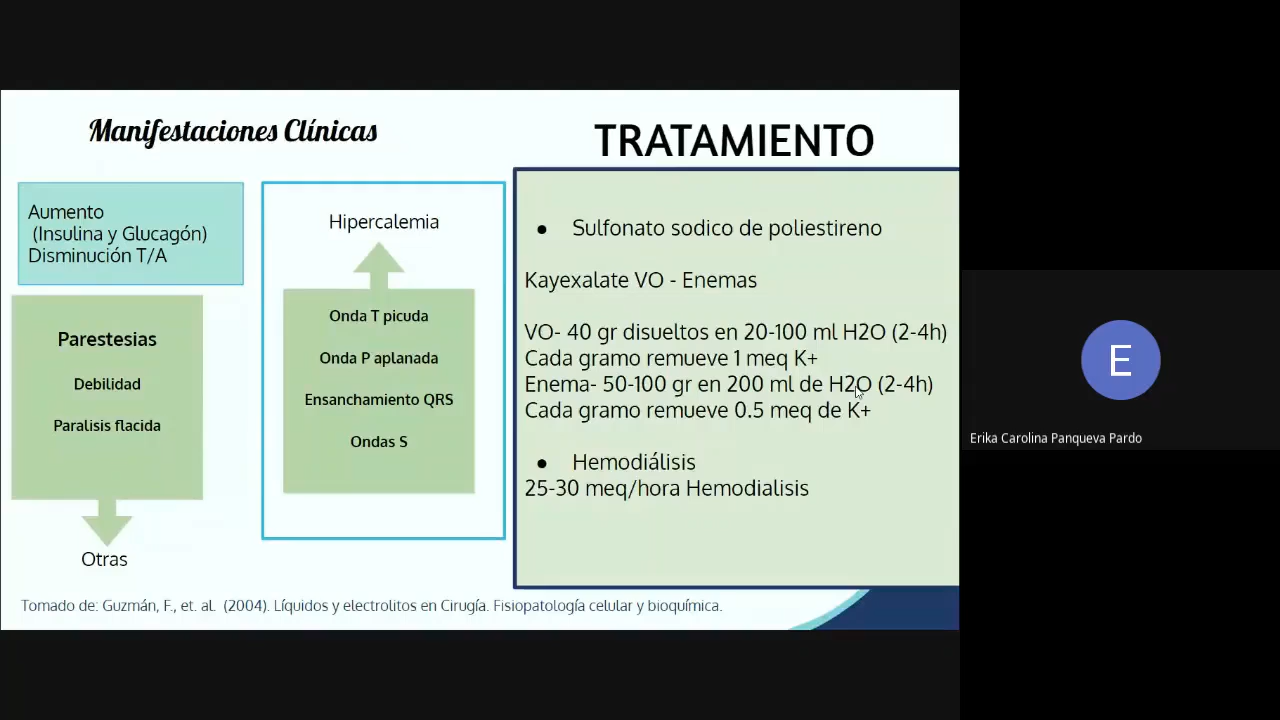 Manifestaciones Clínicas
Aumento
(Insulina y Glucagón)
Disminución T/A
Parestesias
Debilidad
Paralisis flacida
Otras
Hipercalemia
Onda T picuda
Onda P aplanada
Ensanchamiento QRS
Ondas S
TRATAMIENTO
● Sulfonato sodico de poliestireno
Kayexalate VO - Enemas
VO- 40 gr disueltos en 20-100 ml H2O (2-4h)
Cada gramo remueve 1 meq K+
Enema- 50-100 gr en 200 ml de H2O (2-4h)
Cada gramo remueve 0.5 meq de K+
● Hemodiálisis
25-30 meq/hora Hemodialisis
Tomado de: Guzmán, F., et. al. (2004). Líquidos y electrolitos en Cirugía. Fisiopatología celular y bioquímica.
E
Erika Carolina Panqueva Pardo